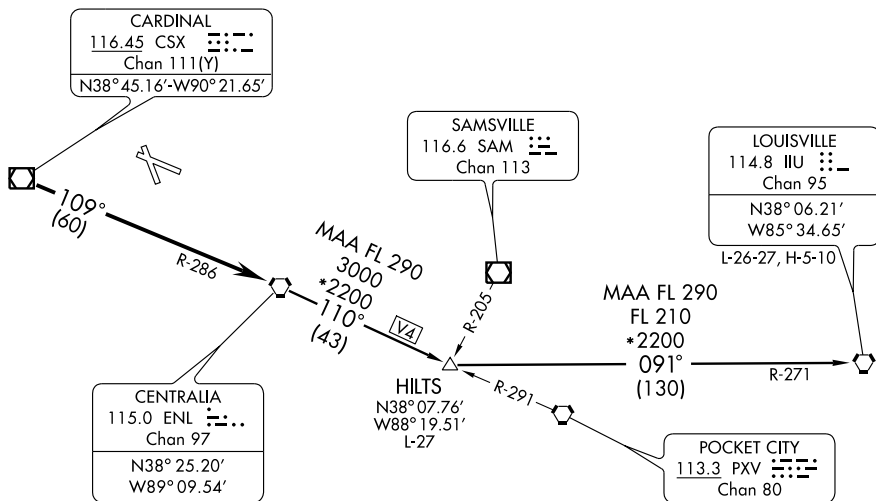 CARDINAL
116.45 CSX
Chan 111(Y)
N38° 45.16'-W90° 21.65'
109°
(60)
R-286
CENTRALIA
115.0 ENL
Chan 97
N38° 25.20'
W89° 09.54'
MAA FL 290
3000
*2200
110°
(43)
V4
SAMSVILLE
116.6 SAM
Chan 113
R-205
HILTS
N38° 07.76'
W88° 19.51'
L-27
R-291
POCKET CITY
113.3 PXV
Chan 80
MAA FL 290
FL 210
*2200
091°
(130)
R-271
LOUISVILLE
114.8 IIU
Chan 95
N38° 06.21'
W85° 34.65'
L-26-27, H-5-10